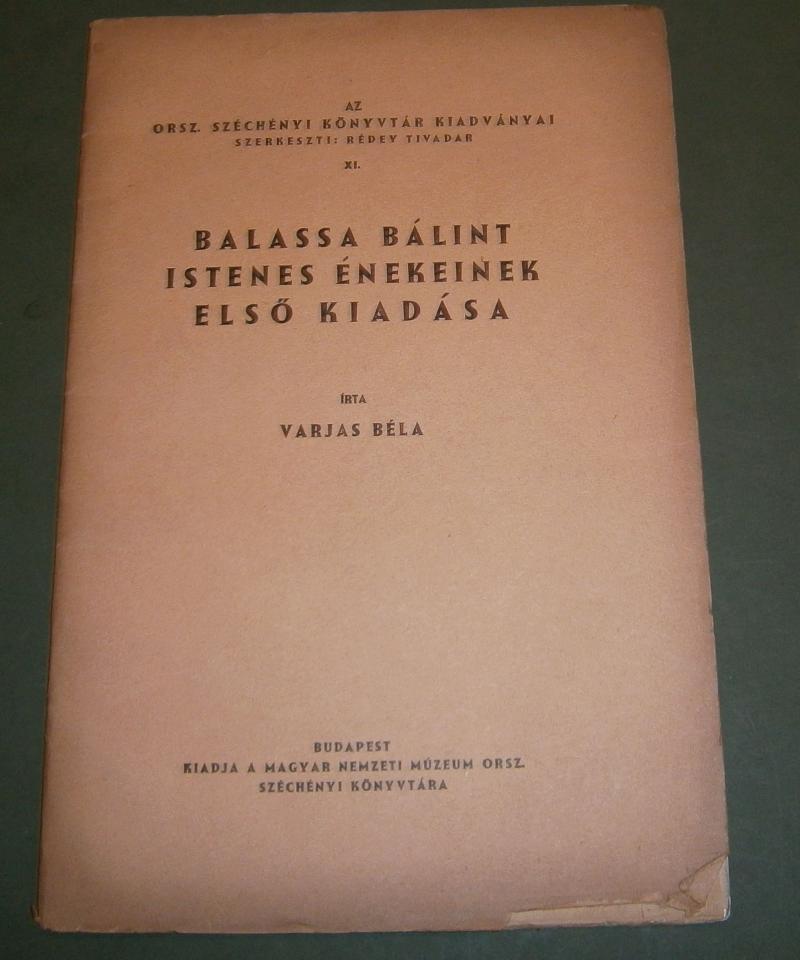 AZ
ORSZ. SZÉCHÉNYI KÖNYVTÁR KIADVÁNYAI
SZERKESZTI: RÉDEY TIVADAR
XI.
BALASSA BÁLINT
ISTENES ÉNEKEINEK
ELSŐ KIADÁSA
ÍRTA
VARJAS BÉLA
BUDAPEST
KIADJA A MAGYAR NEMZETI MÚZEUM ORSZ.
SZÉCHÉNYI KÖNYVTÁRA